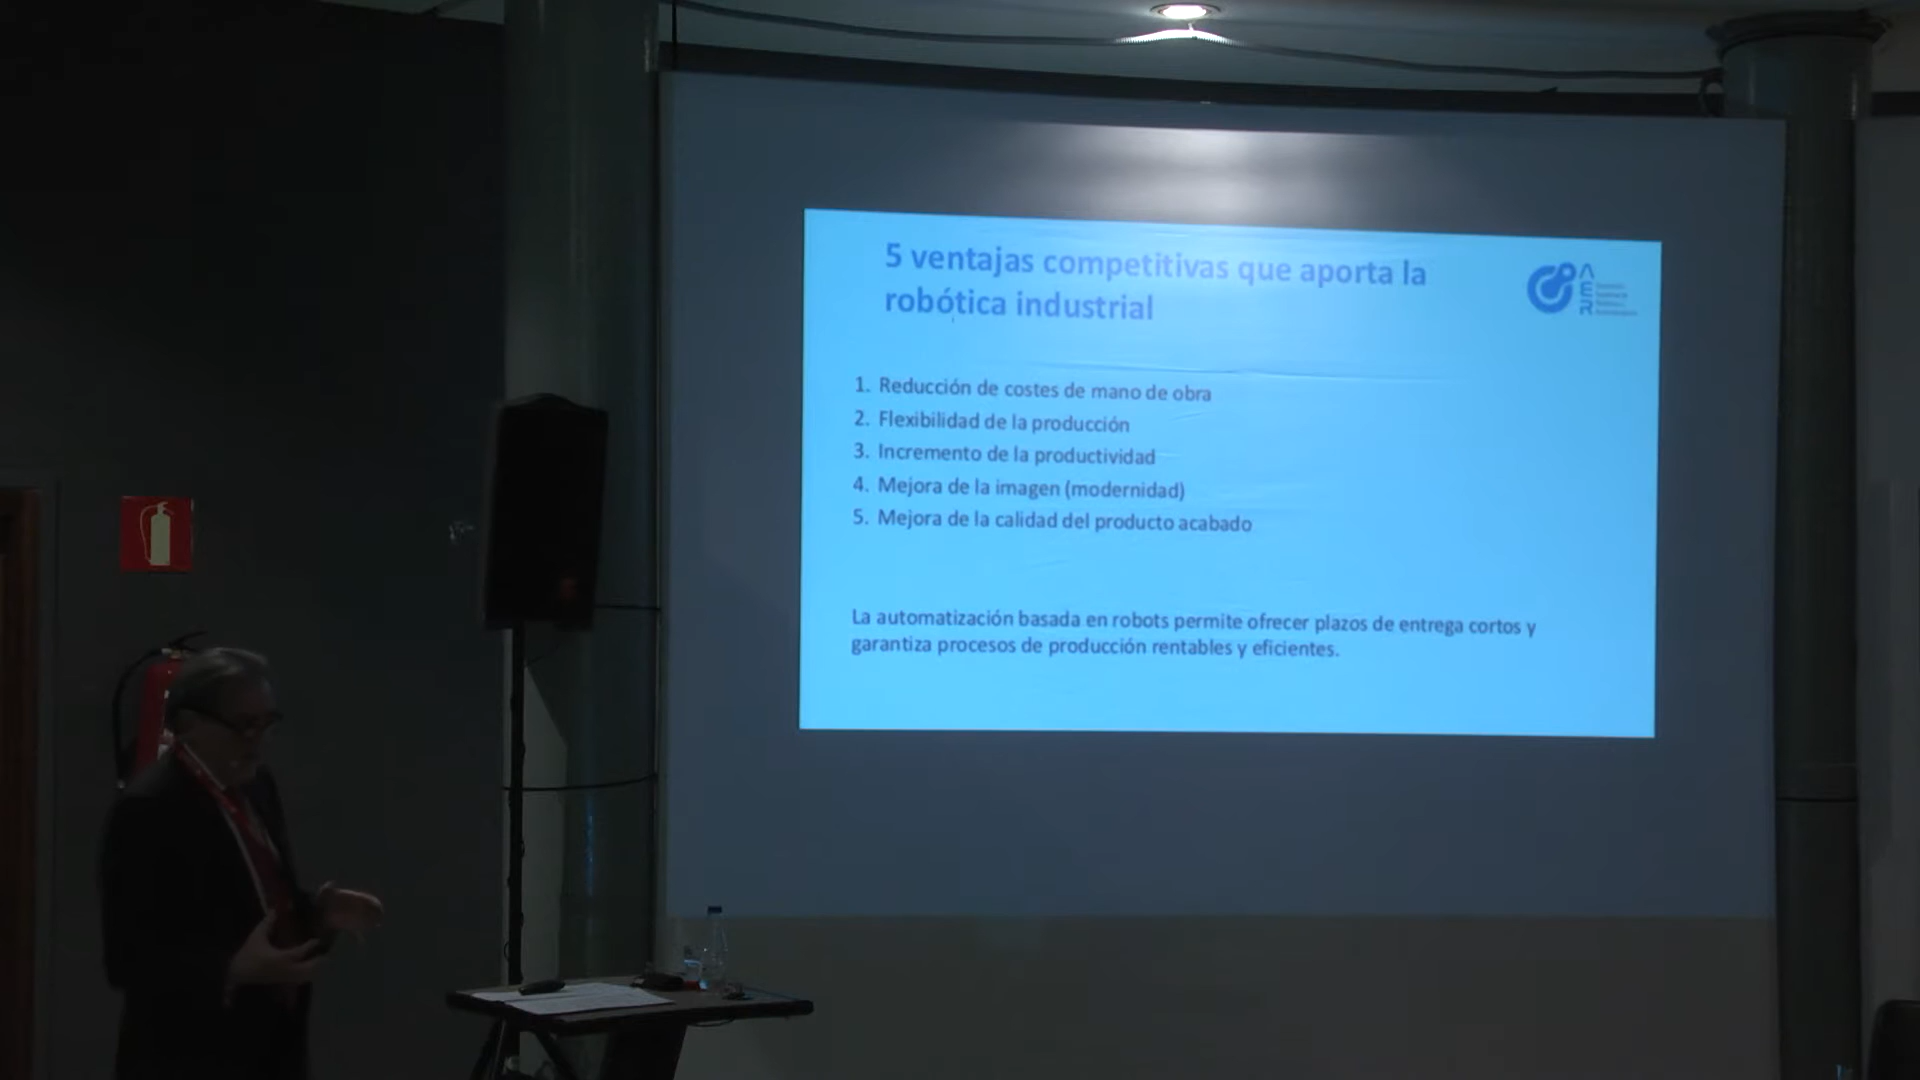 5 ventajas competitivas que aporta la
robótica industrial
AER
1. Reducción de costes de mano de obra
2. Flexibilidad de la producción
3. Incremento de la productividad
4. Mejora de la imagen (modernidad)
5. Mejora de la calidad del producto acabado
La automatización basada en robots permite ofrecer plazos de entrega cortos y
garantiza procesos de producción rentables y eficientes.